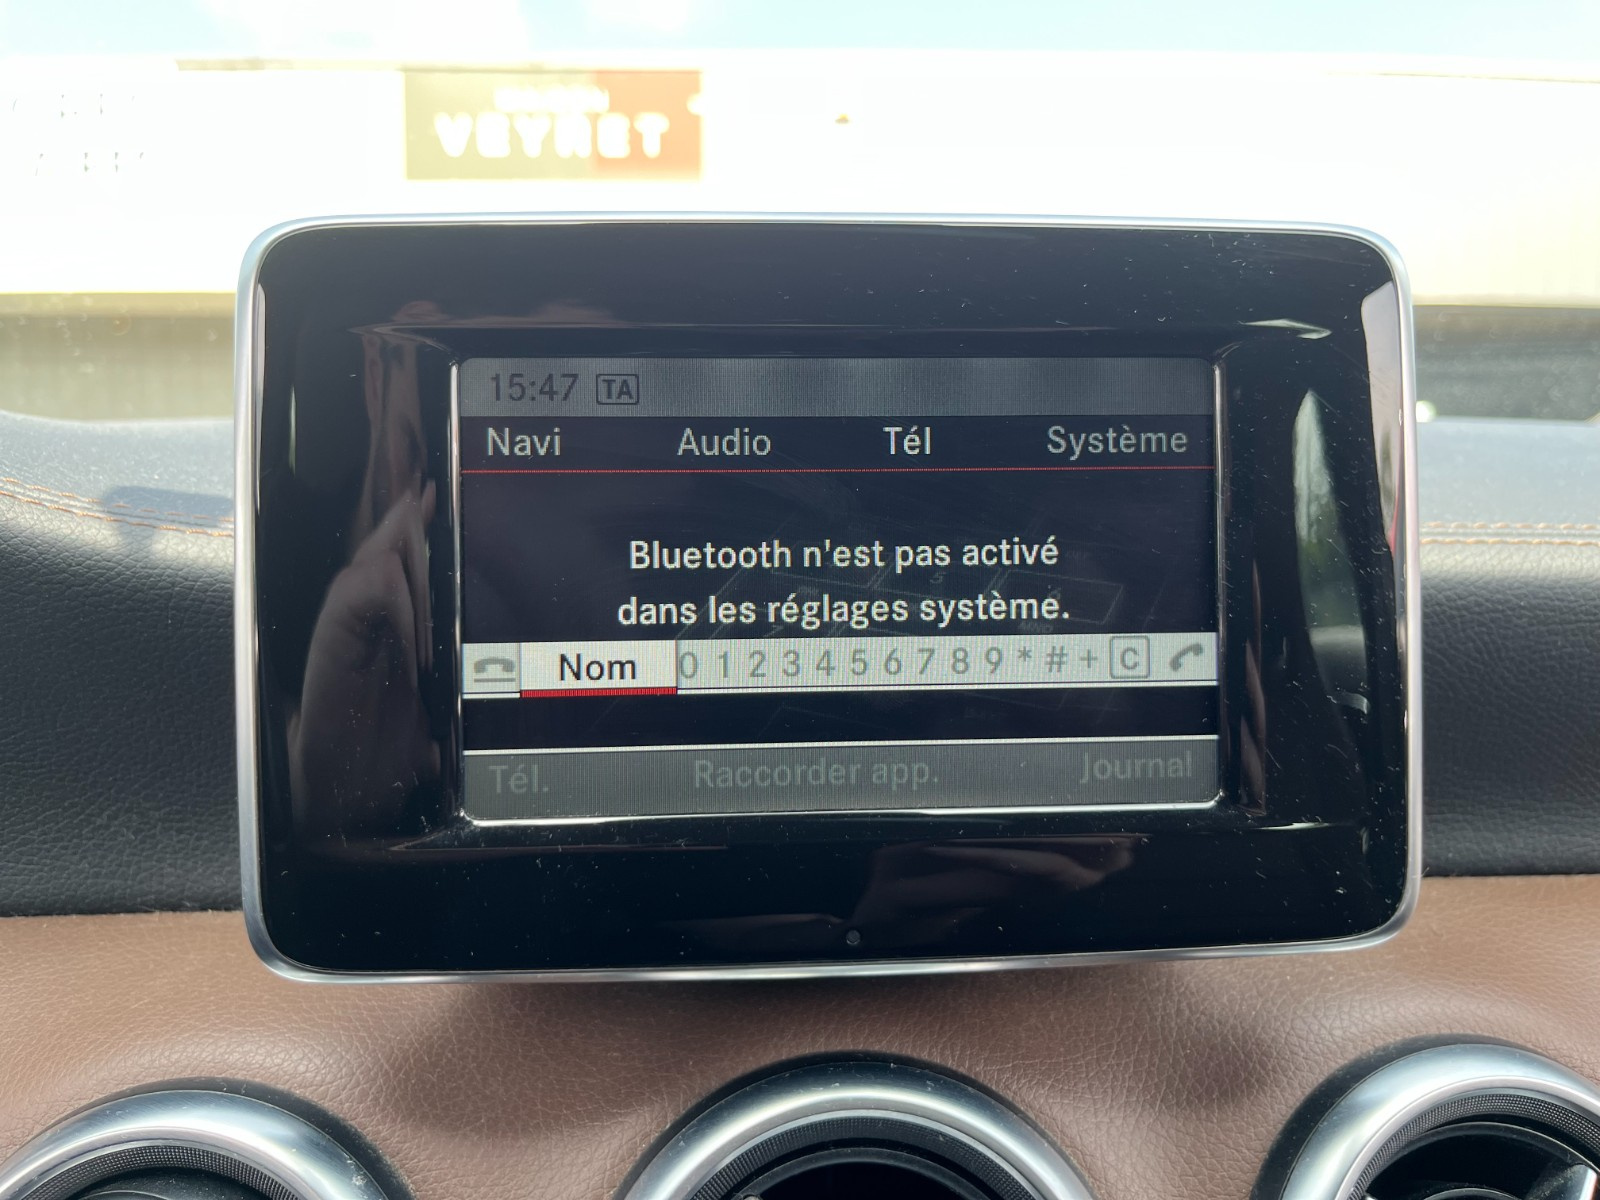 VEYRET
15:47 TA
Navi Audio Tél Système
Bluetooth n'est pas activé
dans les réglages système.
Nom 0 1 2 3 4 5 6 7 8 9 * # + C
Tél. Raccorder app. Journal